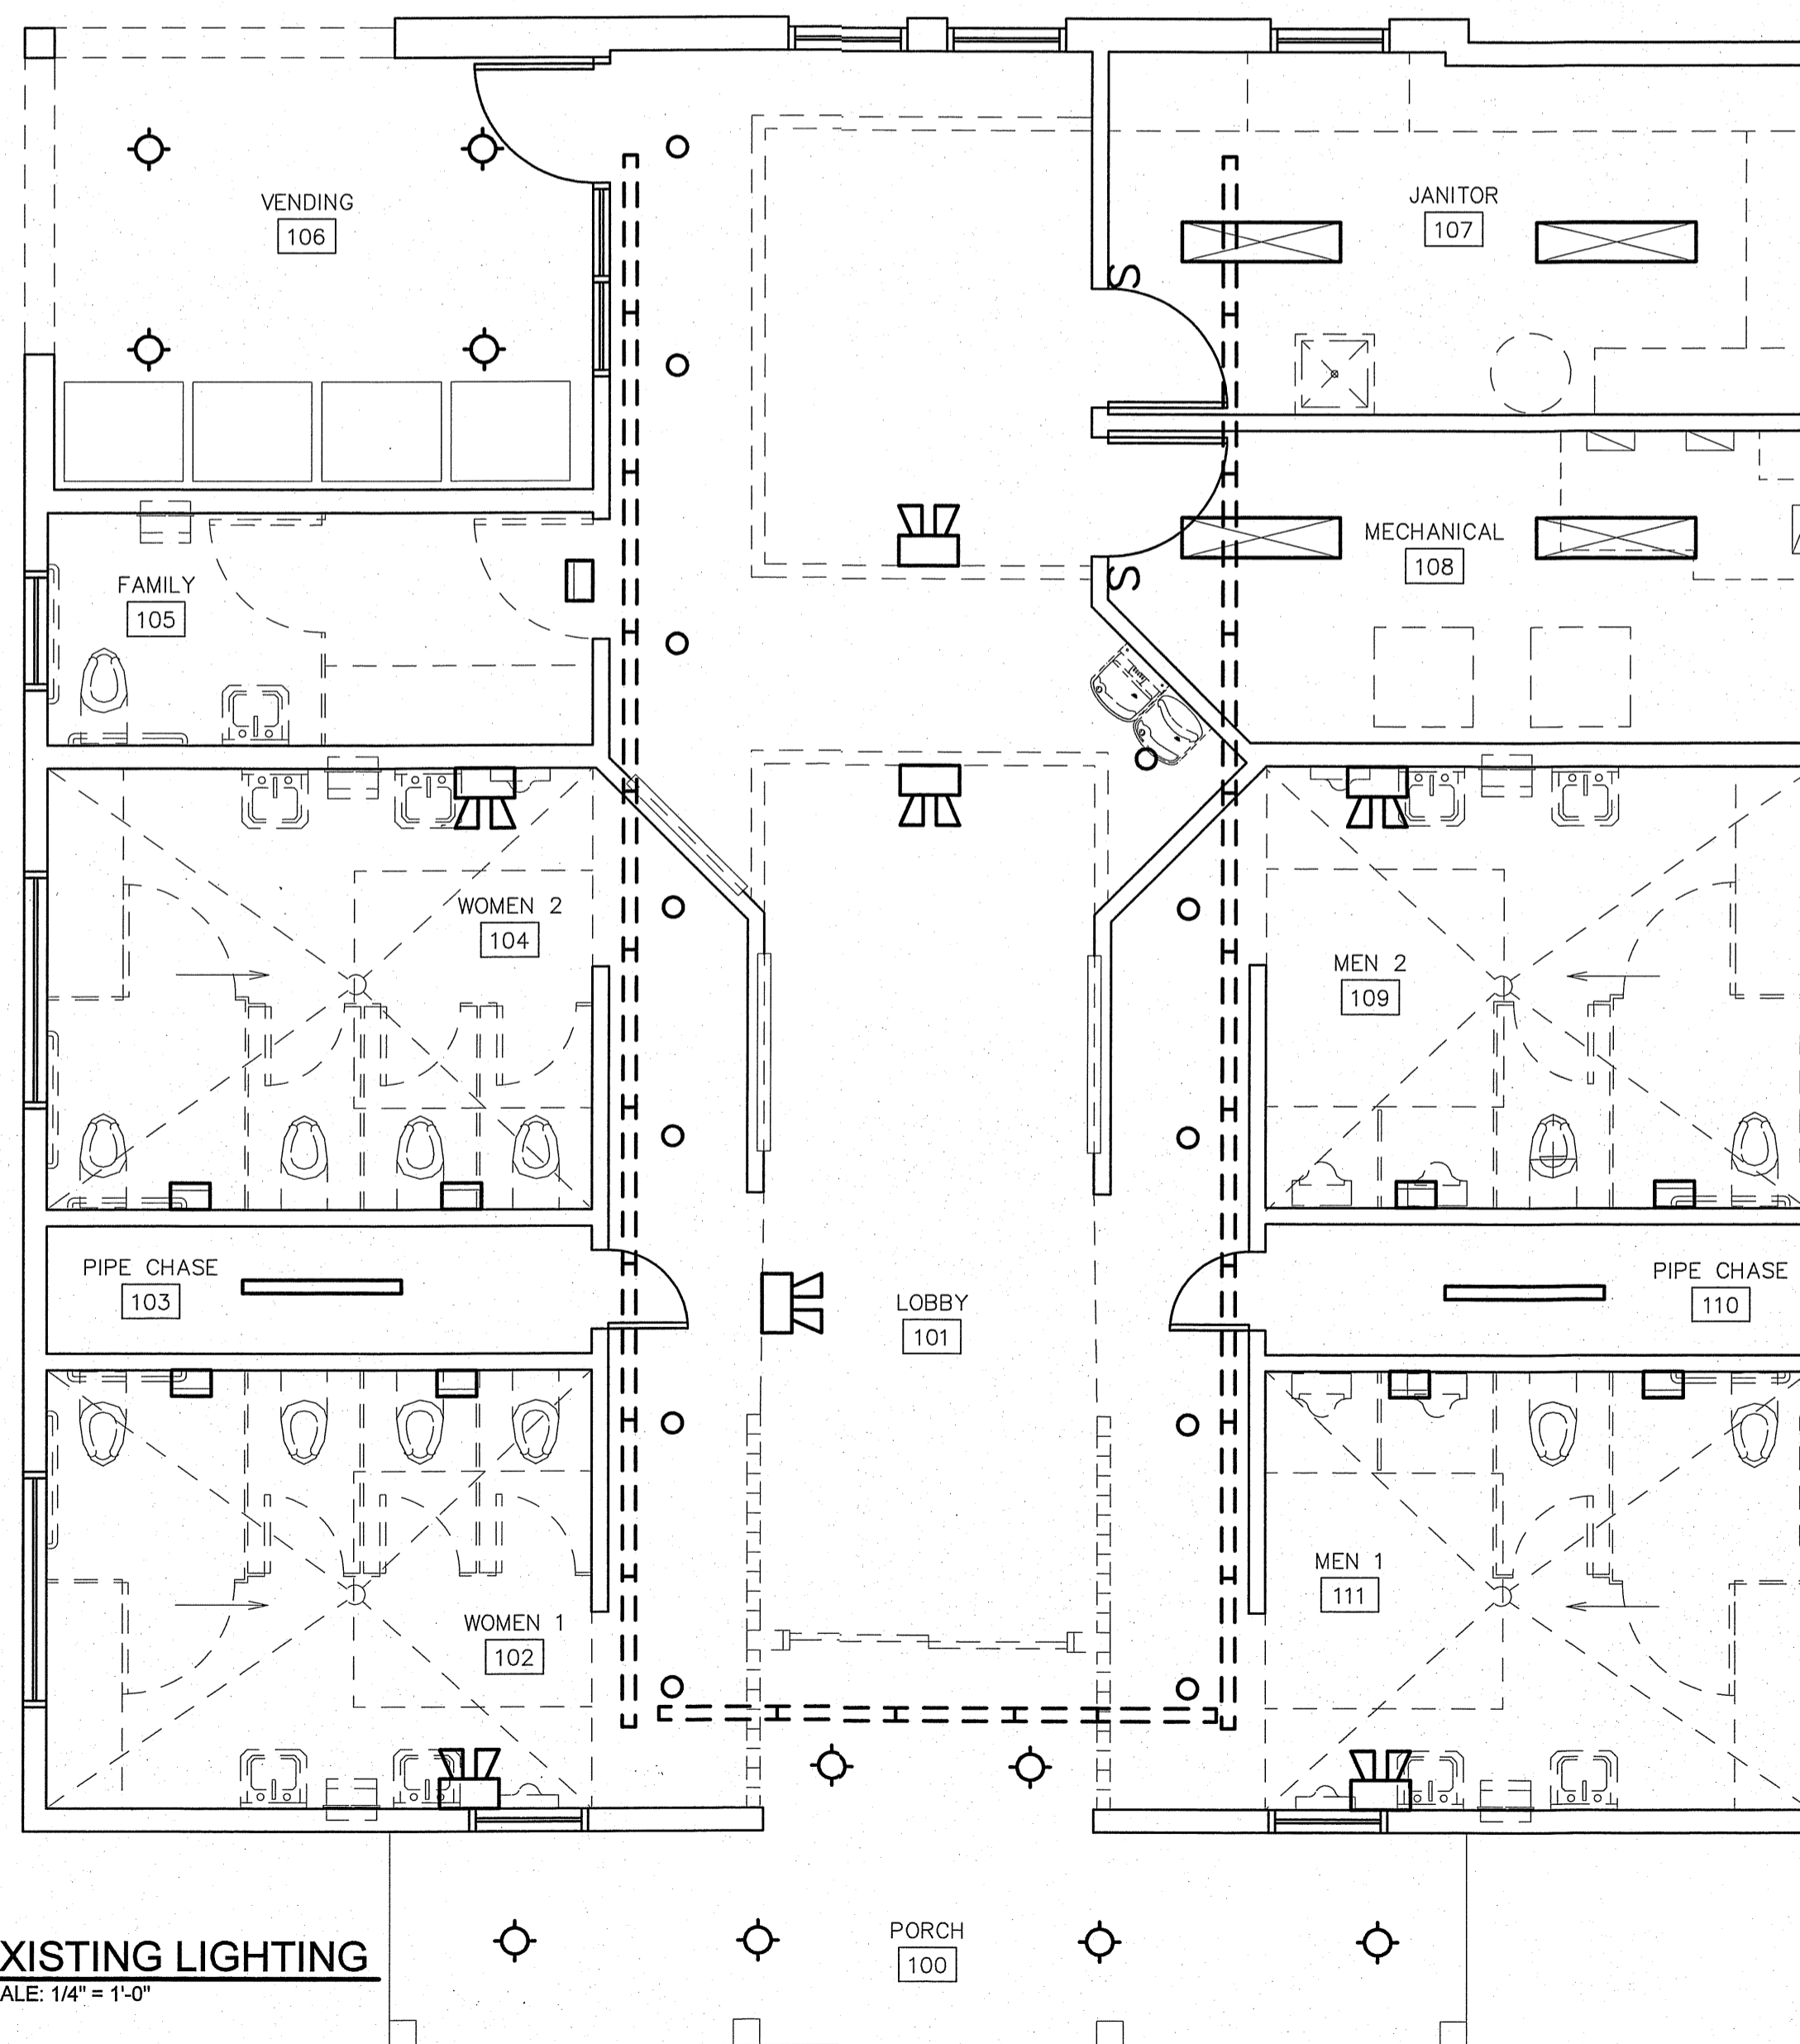 VENDING
106
JANITOR
107
S
MECHANICAL
108
S
FAMILY
105
WOMEN 2
104
MEN 2
109
PIPE CHASE
103
LOBBY
101
PIPE CHASE
110
MEN 1
111
WOMEN 1
102
PORCH
100
XISTING LIGHTING
ALE: 1/4" = 1'-0"